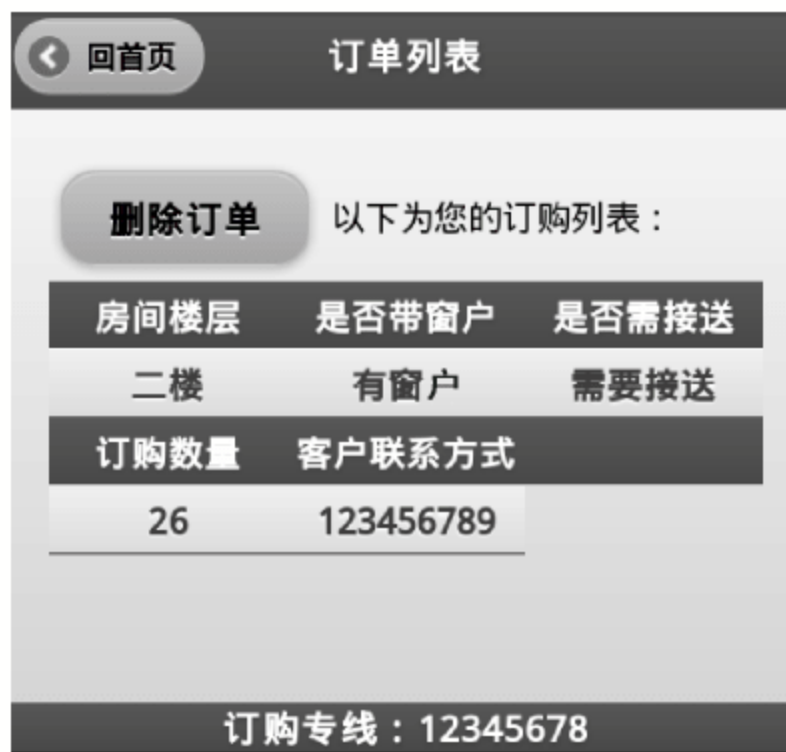 回首页 订单列表
删除订单 以下为您的订购列表：
房间楼层 是否带窗户 是否需接送
二楼 有窗户 需要接送
订购数量 客户联系方式
26 123456789
订购专线：12345678